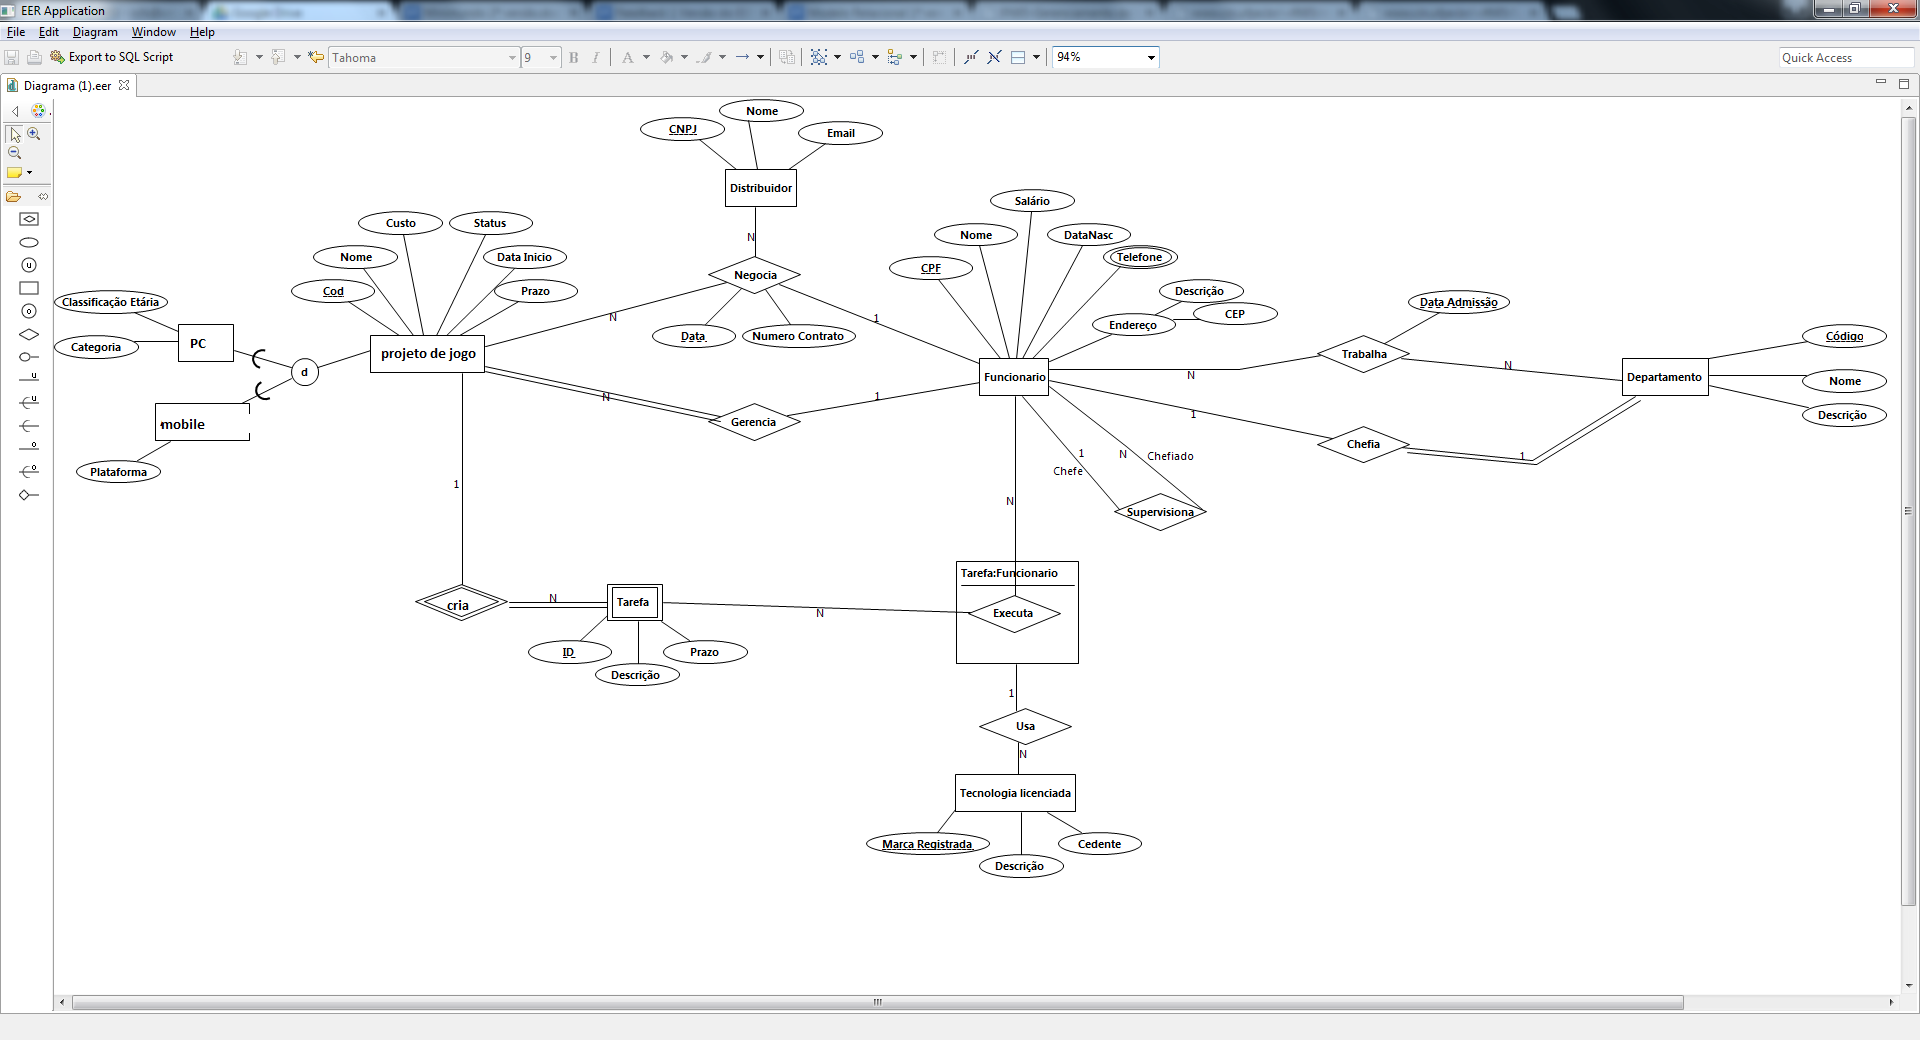 EER Application
File Edit Diagram Window Help
Export to SQL Script
Tahoma
9
B I
A
94%
Quick Access
Diagrama (1).eer
Nome
CNPJ
Email
Distribuidor
N
Negocia
Data
Numero Contrato
N
1
Custo
Status
Nome
Data Inicio
Cod
Prazo
projeto de jogo
Classificação Etária
Categoria
PC
d
mobile
Plataforma
Salário
Nome
DataNasc
Telefone
CPF
Descrição
CEP
Endereço
Funcionario
N
Trabalha
Data Admissão
N
Departamento
Código
Nome
Descrição
N
Gerencia
1
1
Chefia
1
1
Chefe
N
Chefiado
Supervisiona
1
cria
N
Tarefa
ID
Descrição
Prazo
N
N
Tarefa:Funcionario
Executa
1
Usa
N
Tecnologia licenciada
Marca Registrada
Descrição
Cedente
u
o
u
u
o
o